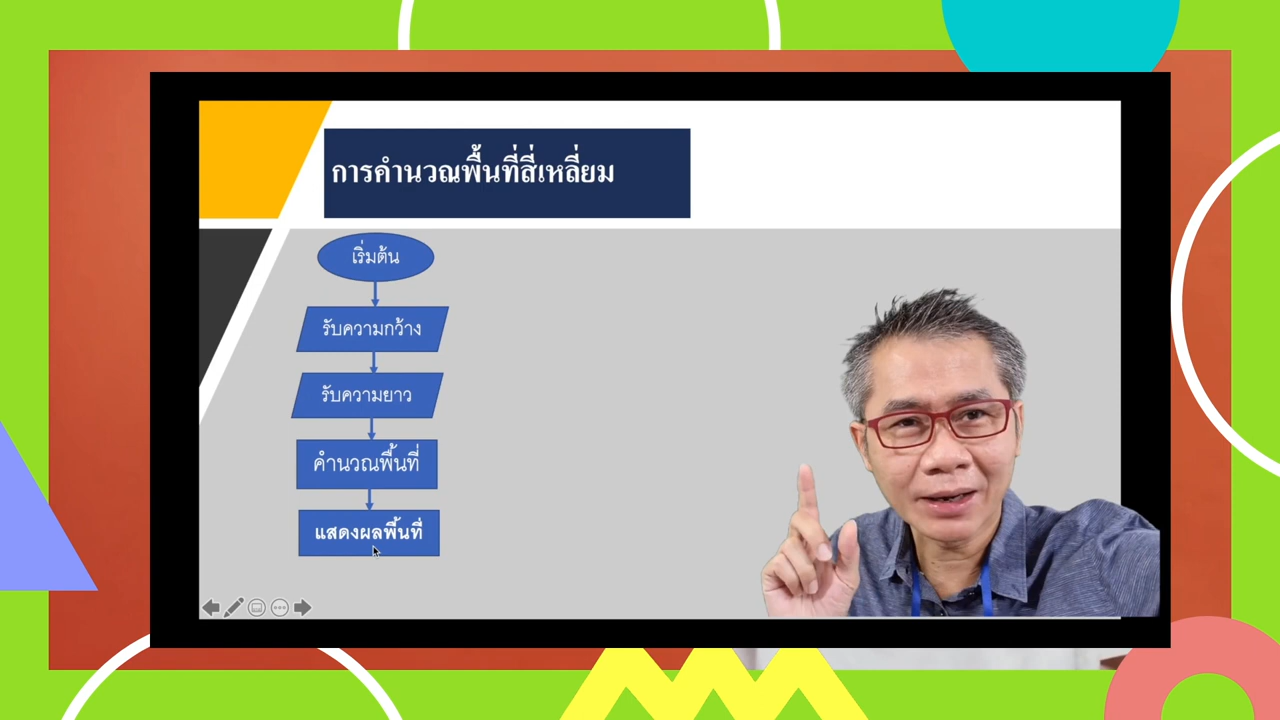 การคำนวณพื้นที่สี่เหลี่ยม
เริ่มต้น
รับความกว้าง
รับความยาว
คำนวณพื้นที่
แสดงผลพื้นที่